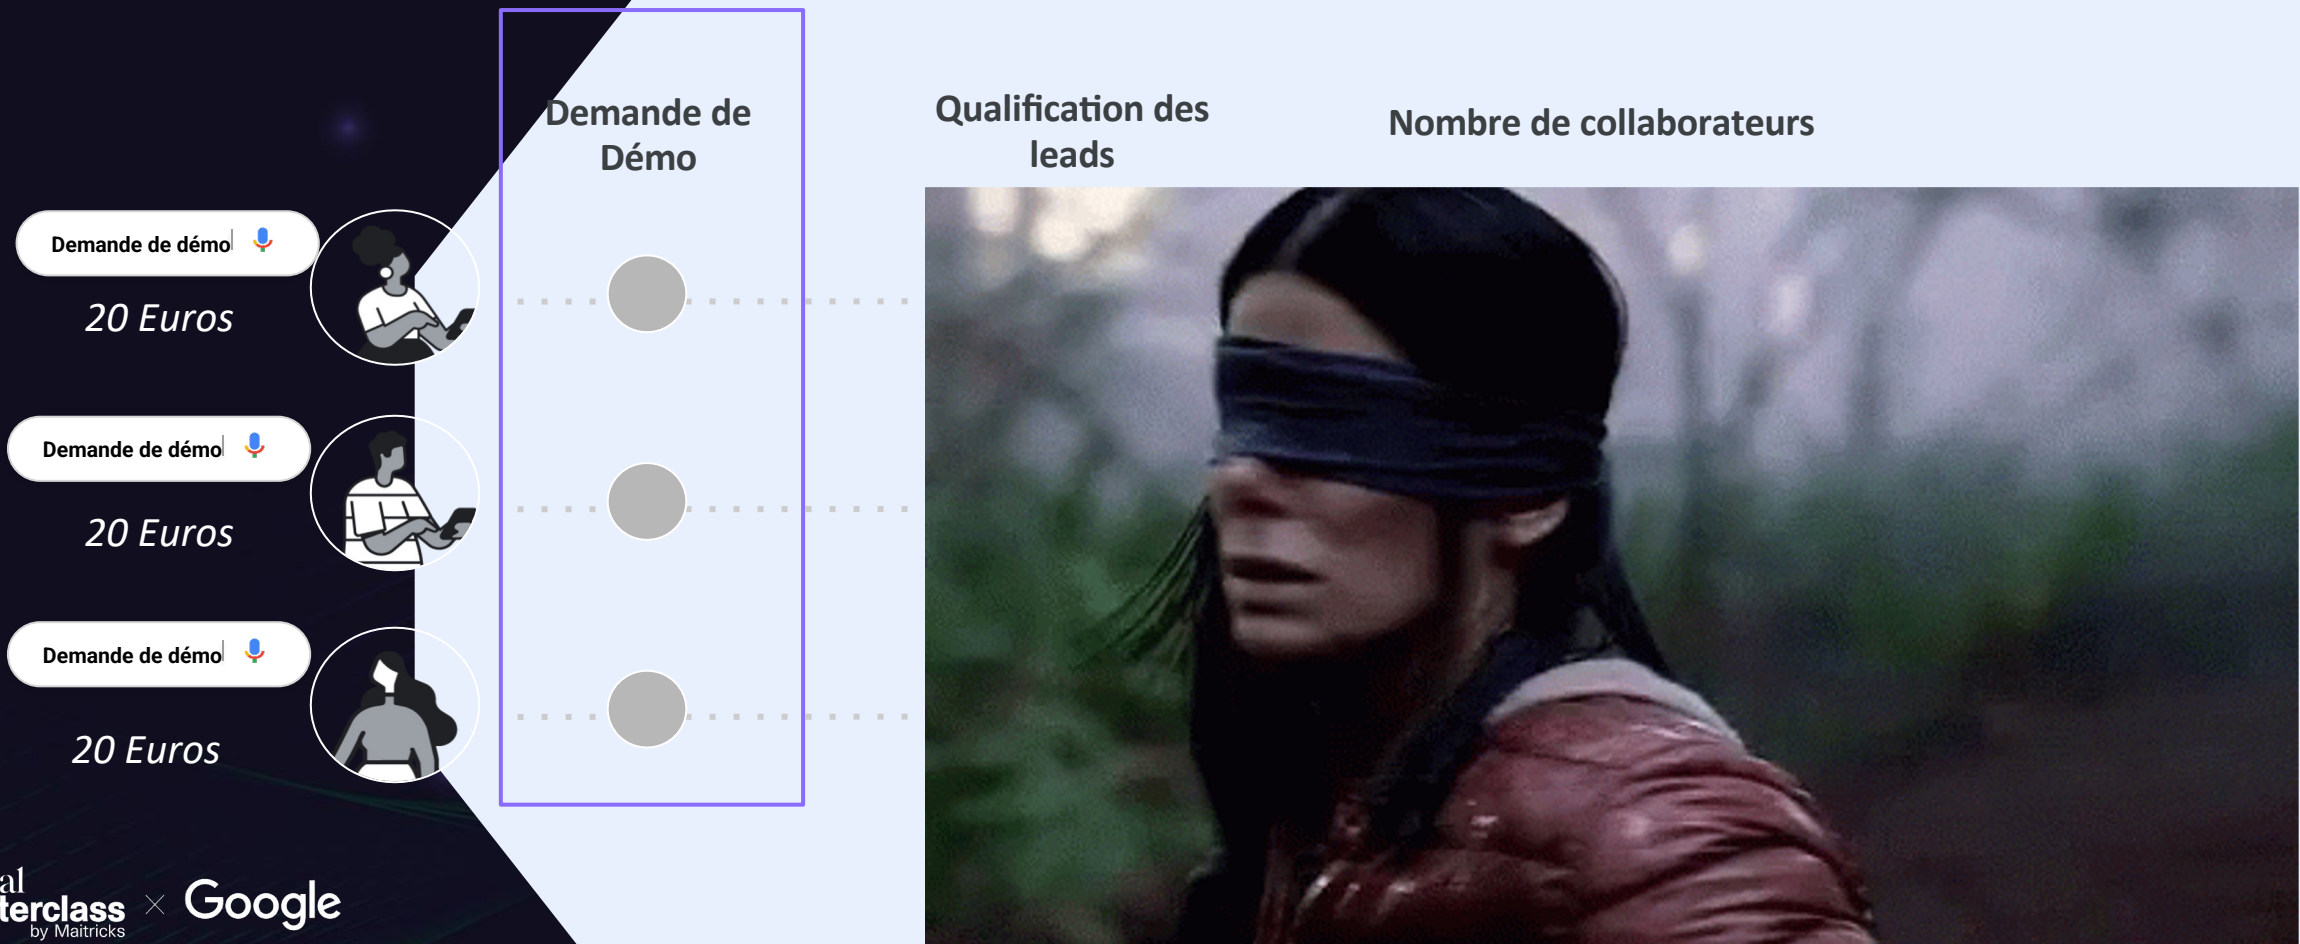 Demande de
Démo
Qualification des
leads
Nombre de collaborateurs
Demande de démo
20 Euros
Demande de démo
20 Euros
Demande de démo
20 Euros
al
terclass
by Maitricks
Google